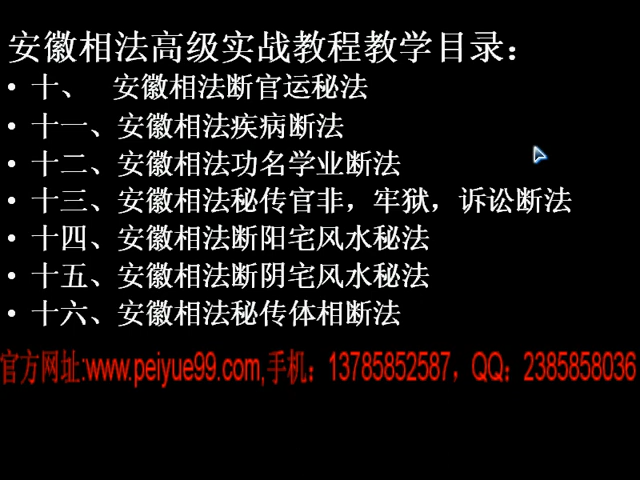 安徽相法高级实战教程教学目录：
• 十、 安徽相法断官运秘法
• 十一、安徽相法疾病断法
• 十二、安徽相法功名学业断法
• 十三、安徽相法秘传官非，牢狱，诉讼断法
• 十四、安徽相法断阳宅风水秘法
• 十五、安徽相法断阴宅风水秘法
• 十六、安徽相法秘传体相断法
官方网址:www.peiyue99.com,手机：13785852587，QQ：2385858036